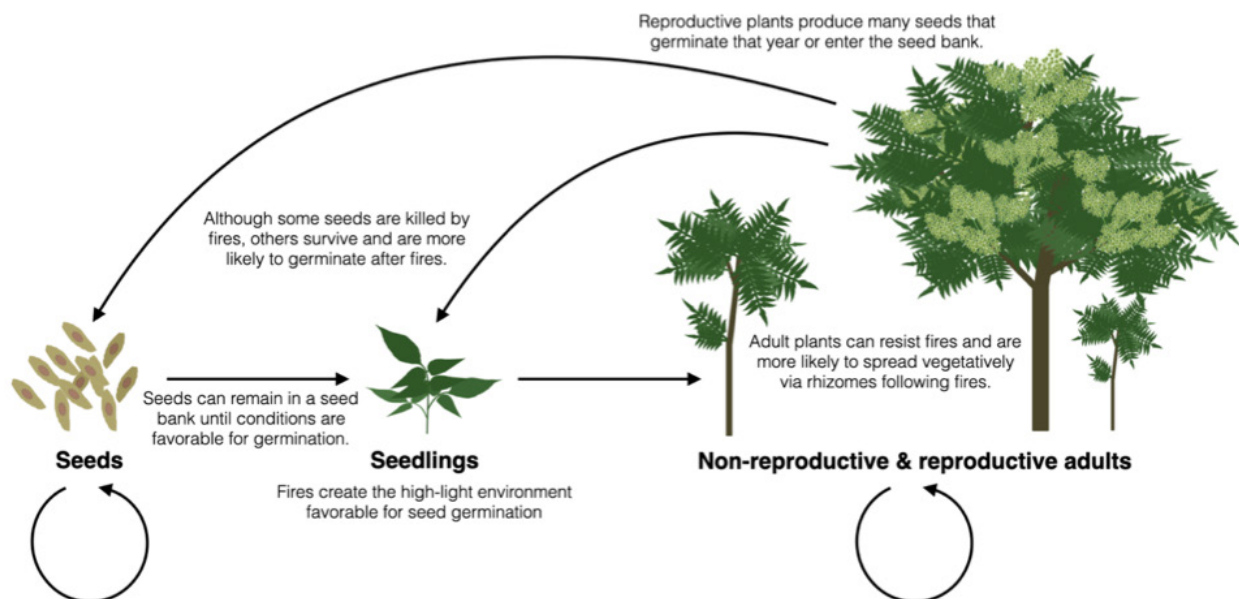 Reproductive plants produce many seeds that
germinate that year or enter the seed bank.
Although some seeds are killed by
fires, others survive and are more
likely to germinate after fires.
Adult plants can resist fires and are
more likely to spread vegetatively
via rhizomes following fires.
Seeds can remain in a seed
bank until conditions are
favorable for germination.
Seeds
Seedlings
Non-reproductive & reproductive adults
Fires create the high-light environment
favorable for seed germination